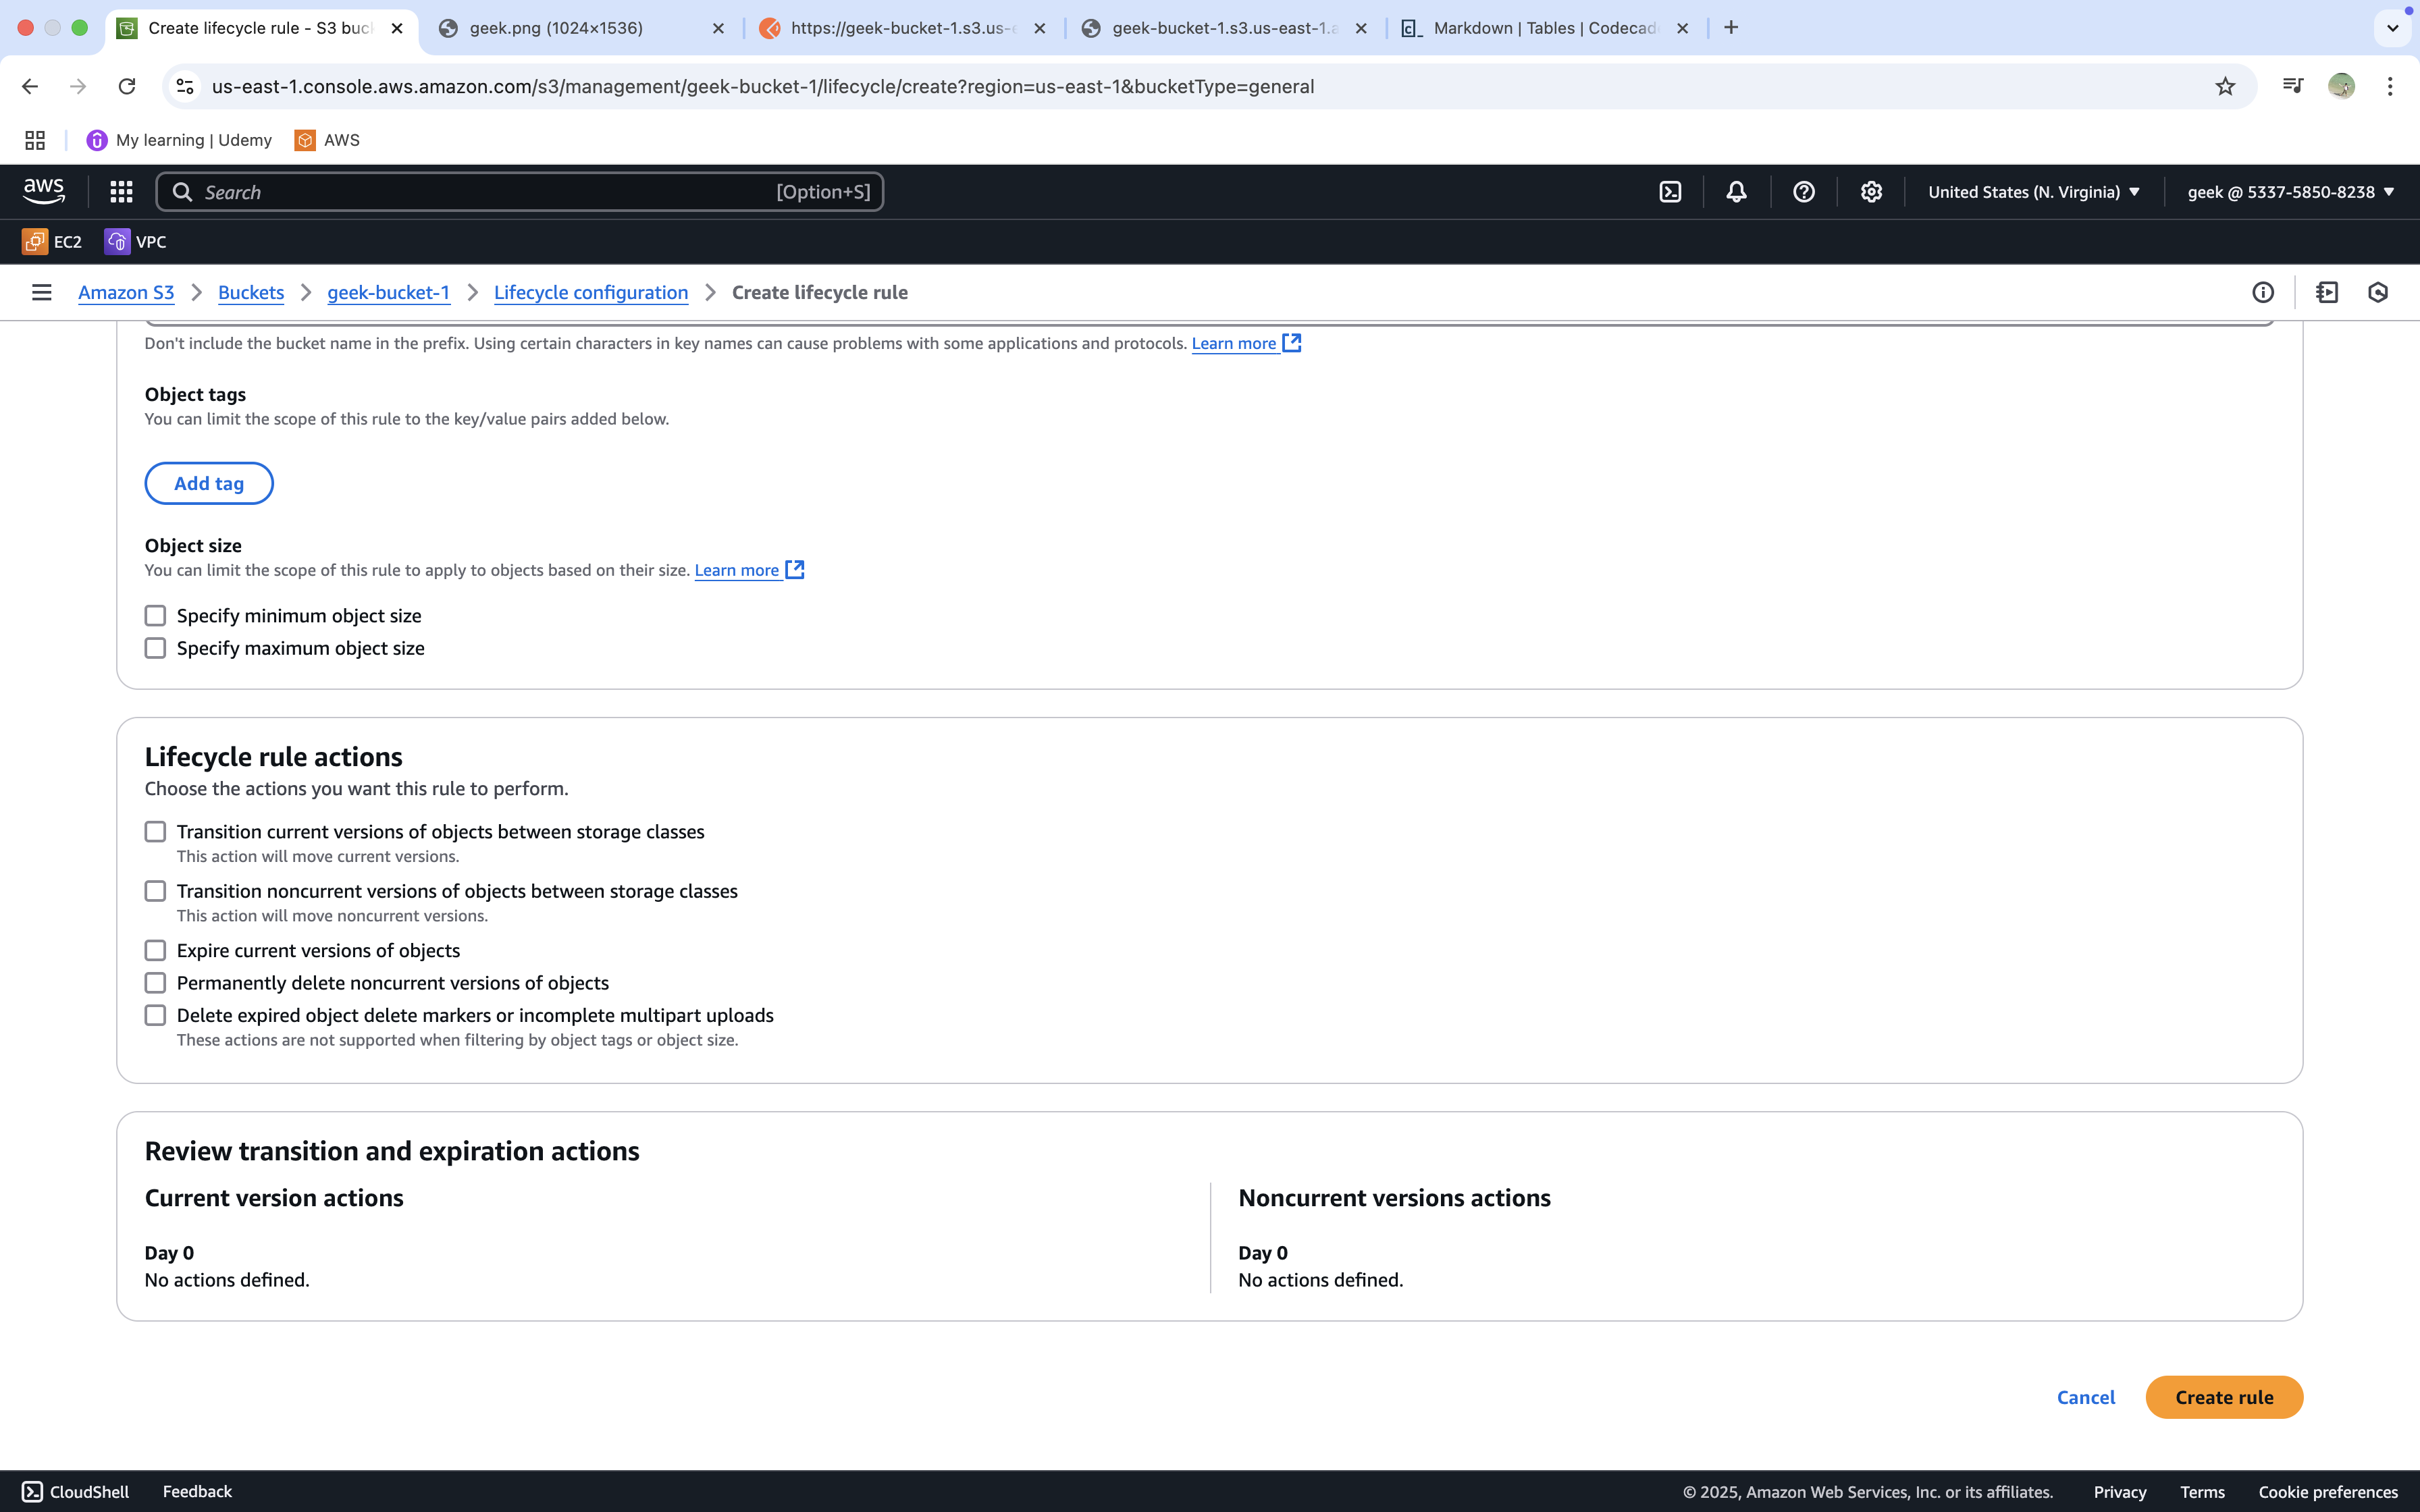 Create lifecycle rule - S3 buc
geek.png (1024×1536)
https://geek-bucket-1.s3.us-e
geek-bucket-1.s3.us-east-1.a
Markdown | Tables | Codecad
us-east-1.console.aws.amazon.com/s3/management/geek-bucket-1/lifecycle/create?region=us-east-1&bucketType=general
My learning | Udemy
AWS
aws
Search
[Option+S]
United States (N. Virginia)
geek @ 5337-5850-8238
EC2
VPC
Amazon S3
Buckets
geek-bucket-1
Lifecycle configuration
Create lifecycle rule
Don't include the bucket name in the prefix. Using certain characters in key names can cause problems with some applications and protocols. Learn more
Object tags
You can limit the scope of this rule to the key/value pairs added below.
Add tag
Object size
You can limit the scope of this rule to apply to objects based on their size. Learn more
Specify minimum object size
Specify maximum object size
Lifecycle rule actions
Choose the actions you want this rule to perform.
Transition current versions of objects between storage classes
This action will move current versions.
Transition noncurrent versions of objects between storage classes
This action will move noncurrent versions.
Expire current versions of objects
Permanently delete noncurrent versions of objects
Delete expired object delete markers or incomplete multipart uploads
These actions are not supported when filtering by object tags or object size.
Review transition and expiration actions
Current version actions
Day 0
No actions defined.
Noncurrent versions actions
Day 0
No actions defined.
Cancel
Create rule
CloudShell
Feedback
© 2025, Amazon Web Services, Inc. or its affiliates.
Privacy
Terms
Cookie preferences